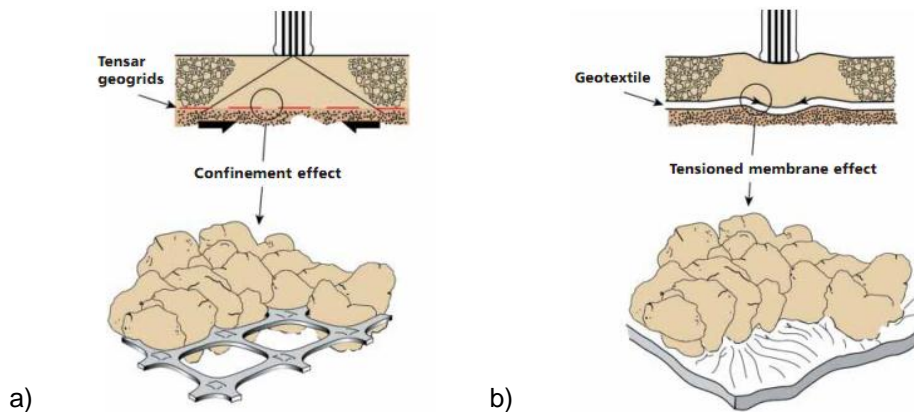 Tensar
geogrids
Confinement effect
a)
Geotextile
Tensioned membrane effect
b)